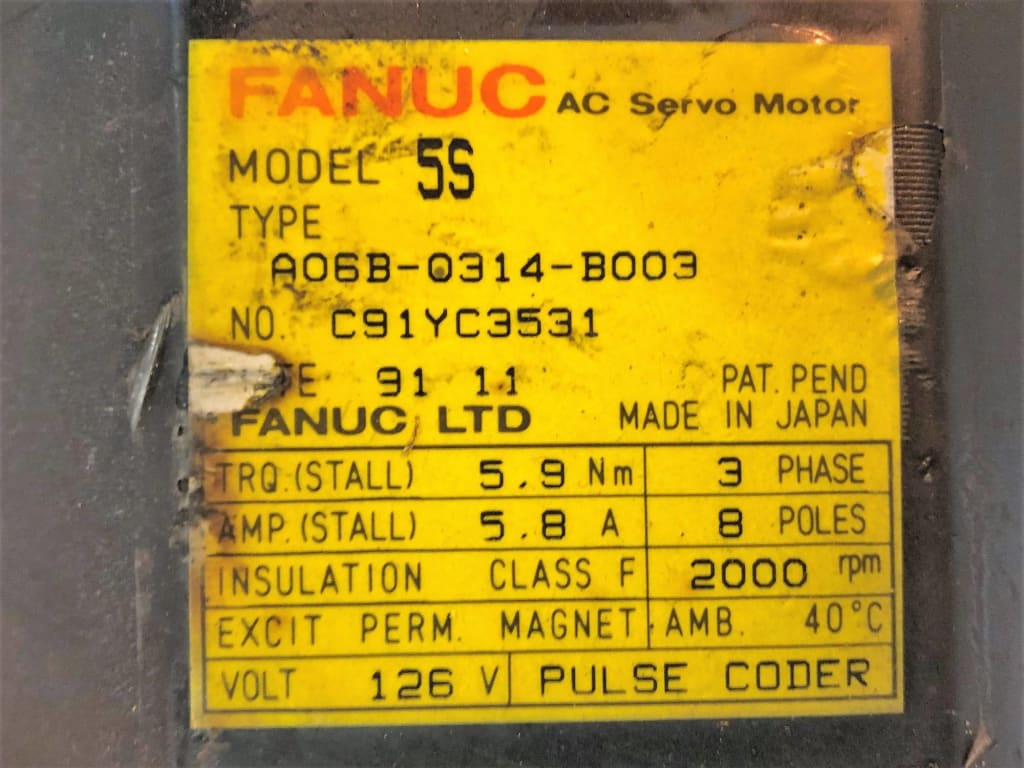 FANUC AC Servo Motor
MODEL 5S
TYPE
A06B-0314-B003
NO. C91YC3531
91 11 PAT. PEND
FANUC LTD MADE IN JAPAN
TRQ.(STALL) 5.9 Nm 3 PHASE
AMP.(STALL) 5.8 A 8 POLES
INSULATION CLASS F 2000 rpm
EXCIT PERM. MAGNET AMB. 40°C
VOLT 126 V PULSE CODER